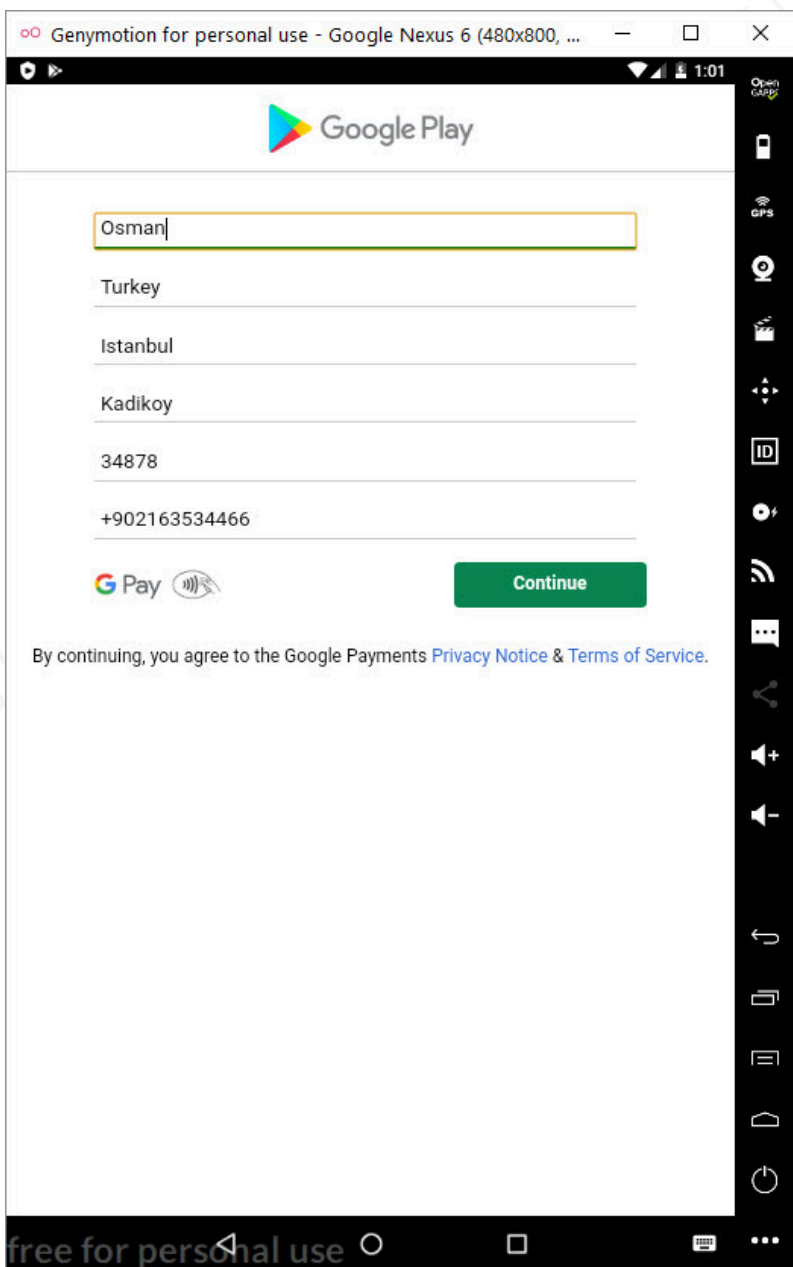 Genymotion for personal use - Google Nexus 6 (480x800, ...
1:01
Open
GAPPS
Google Play
GPS
Osman
Turkey
Istanbul
Kadikoy
ID
34878
+902163534466
G Pay
Continue
By continuing, you agree to the Google Payments Privacy Notice & Terms of Service.
free for personal use